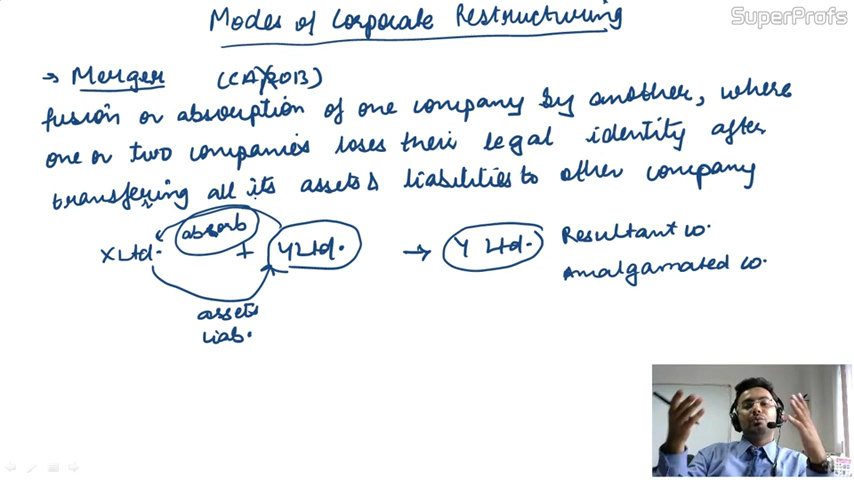 Modes of Corporate Restructuring
SuperProfs
→ Merger (CA 2013)
fusion or absorption of one company by another, where
one or two companies loses their legal identity after
transferring all its assets & liabilities to other company
absorb
X Ltd. + Y Ltd. → Y Ltd. Resultant co.
Amalgamated co.
assets
liab.